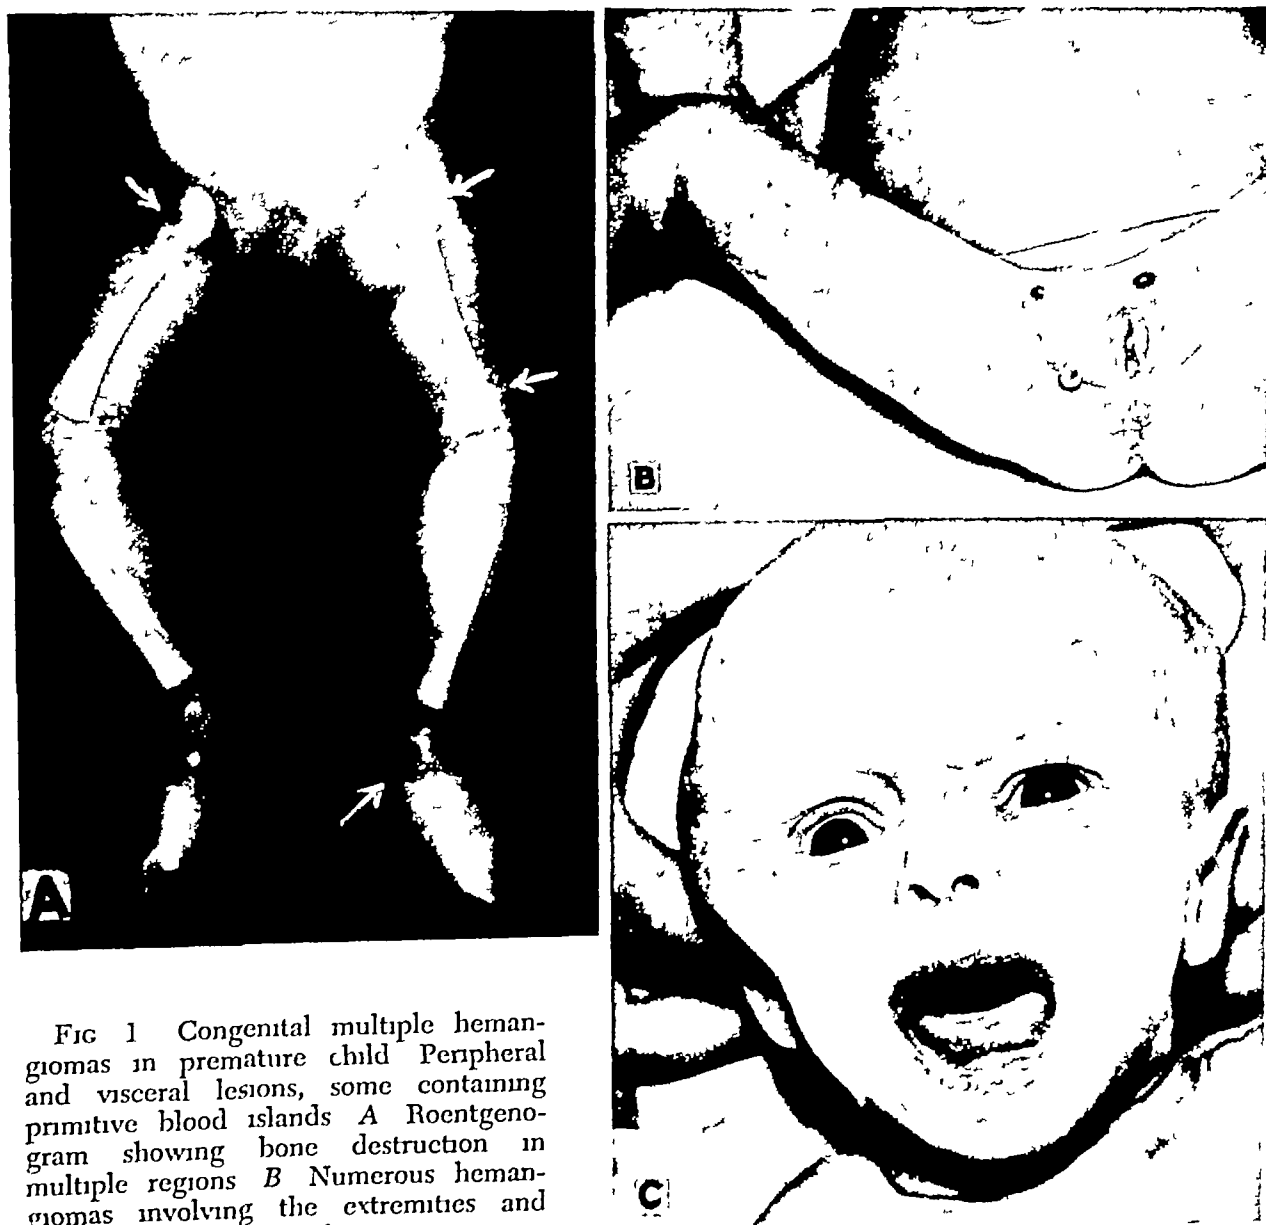 A
B
C
FIG 1 Congenital multiple heman-
giomas in premature child Peripheral
and visceral lesions, some containing
primitive blood islands A Roentgeno-
gram showing bone destruction in
multiple regions B Numerous heman-
giomas involving the extremities and